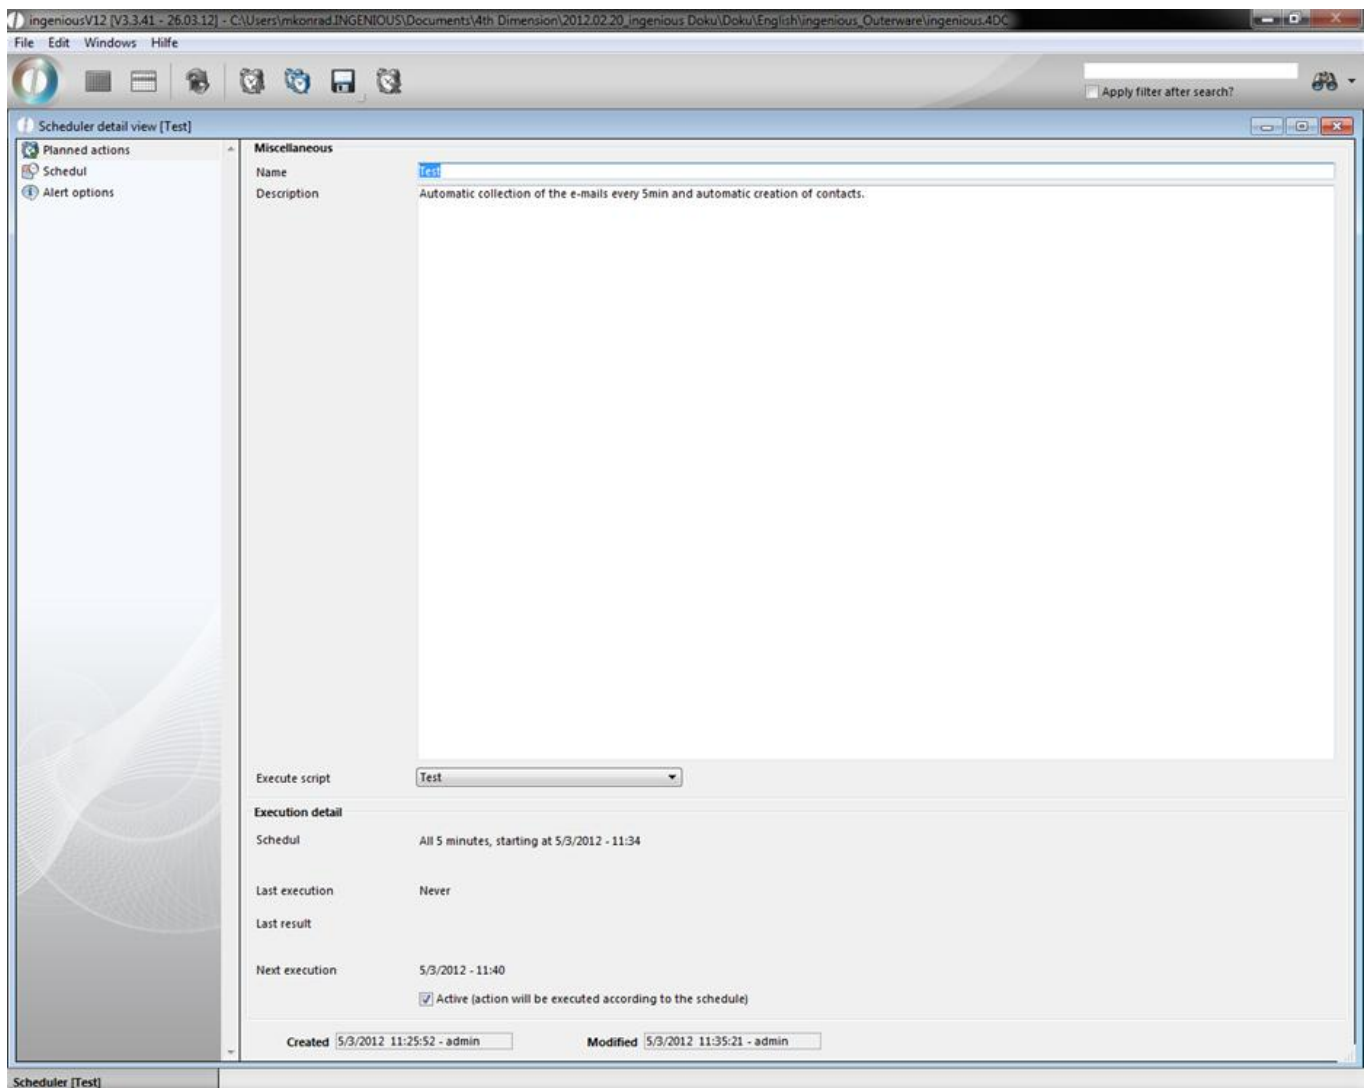 ingeniousV12 [V3.3.41 - 26.03.12] - C:\Users\mkonrad.INGENIOUS\Documents\4th Dimension\2012.02.20_ingenious Doku\Doku\English\ingenious_Outerware\ingenious.4DC
File Edit Windows Hilfe
Apply filter after search?
Scheduler detail view [Test]
Planned actions
Schedul
Alert options
Miscellaneous
Name Test
Description Automatic collection of the e-mails every 5min and automatic creation of contacts.
Execute script Test
Execution detail
Schedul All 5 minutes, starting at 5/3/2012 - 11:34
Last execution Never
Last result
Next execution 5/3/2012 - 11:40
Active (action will be executed according to the schedule)
Created 5/3/2012 11:25:52 - admin Modified 5/3/2012 11:35:21 - admin
Scheduler [Test]